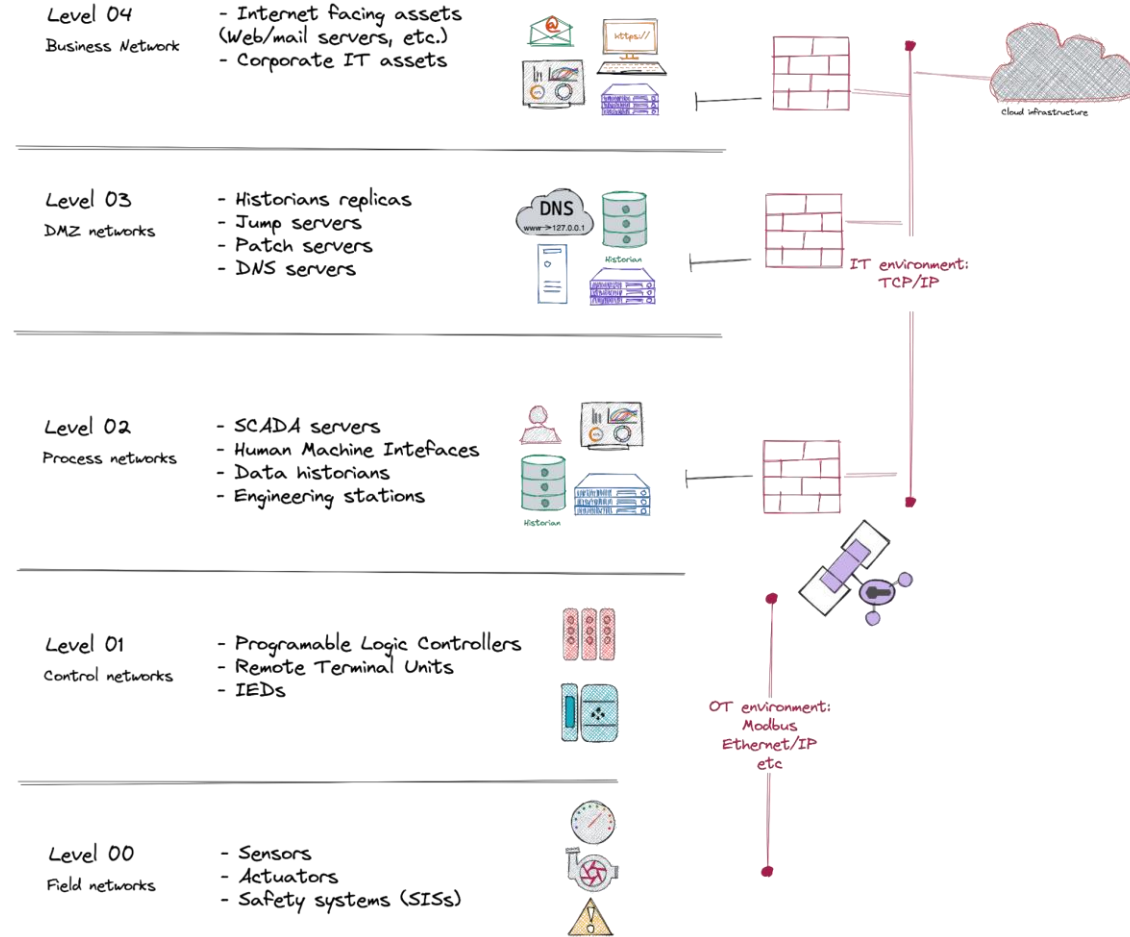 Level 04
Business Network
- Internet facing assets
(Web/mail servers, etc.)
- Corporate IT assets
@
https://
Cloud infrastructure
Level 03
DMZ networks
- Historians replicas
- Jump servers
- Patch servers
- DNS servers
DNS
www->127.0.0.1
Historian
IT environment:
TCP/IP
Level 02
Process networks
- SCADA servers
- Human Machine Intefaces
- Data historians
- Engineering stations
Historian
Level 01
Control networks
- Programable Logic Controllers
- Remote Terminal Units
- IEDs
OT environment:
Modbus
Ethernet/IP
etc
Level 00
Field networks
- Sensors
- Actuators
- Safety systems (SISs)
!